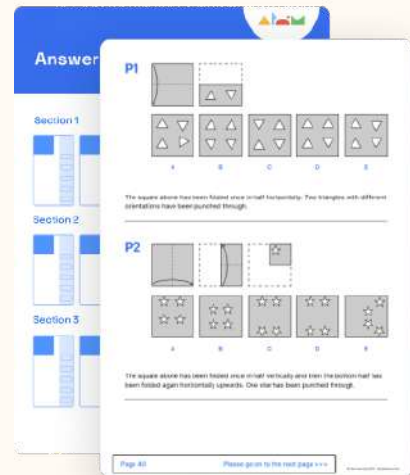 Answer
Section 1
Section 2
Section 3
P1
A B C D E
The square above has been folded once in half horizontally. Two triangles with different
orientations have been punched through.
P2
A B C D E
The square above has been folded once in half vertically and then the bottom half has
been folded again horizontally upwards. One star has been punched through.
Page 40
Please go on to the next page >>>